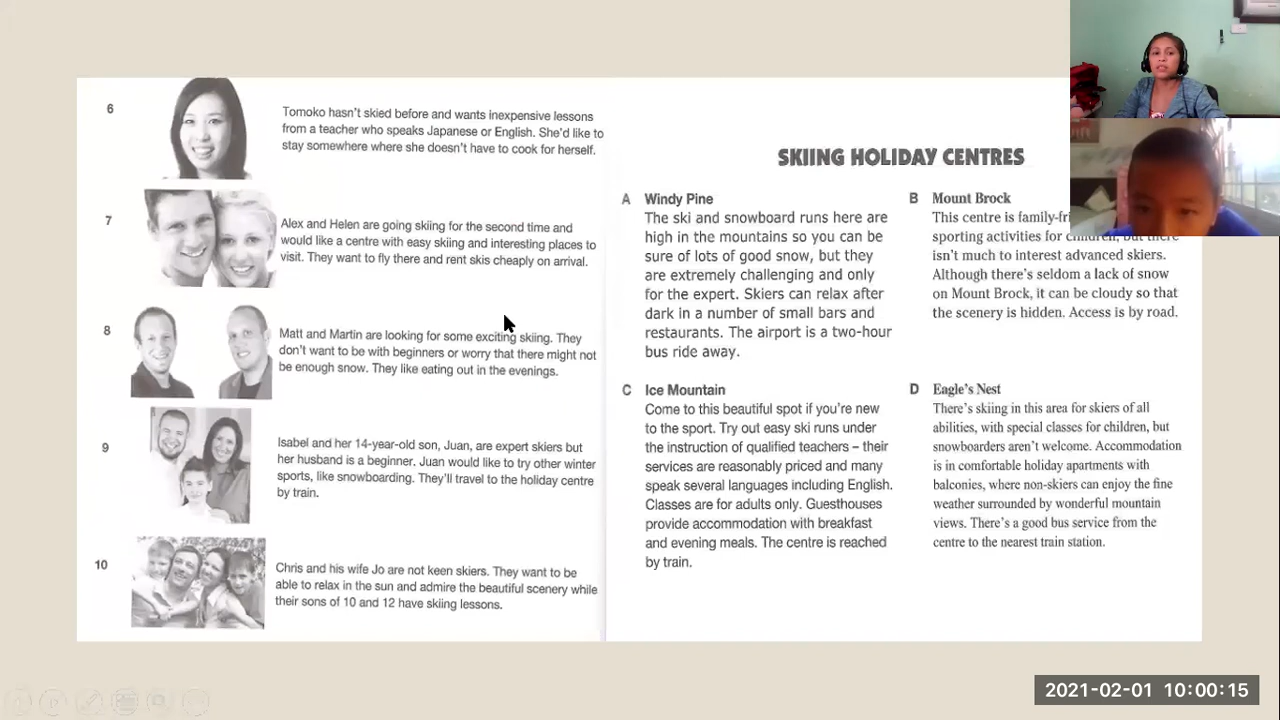 6
Tomoko hasn't skied before and wants inexpensive lessons
from a teacher who speaks Japanese or English. She'd like to
stay somewhere where she doesn't have to cook for herself.
7
Alex and Helen are going skiing for the second time and
would like a centre with easy skiing and interesting places to
visit. They want to fly there and rent skis cheaply on arrival.
8
Matt and Martin are looking for some exciting skiing. They
don't want to be with beginners or worry that there might not
be enough snow. They like eating out in the evenings.
9
Isabel and her 14-year-old son, Juan, are expert skiers but
her husband is a beginner. Juan would like to try other winter
sports, like snowboarding. They'll travel to the holiday centre
by train.
10
Chris and his wife Jo are not keen skiers. They want to be
able to relax in the sun and admire the beautiful scenery while
their sons of 10 and 12 have skiing lessons.
SKIING HOLIDAY CENTRES
A Windy Pine
The ski and snowboard runs here are
high in the mountains so you can be
sure of lots of good snow, but they
are extremely challenging and only
for the expert. Skiers can relax after
dark in a number of small bars and
restaurants. The airport is a two-hour
bus ride away.
B Mount Brock
This centre is
sporting activities for children, but there
isn't much to interest advanced skiers.
Although there's seldom a lack of snow
on Mount Brock, it can be cloudy so that
the scenery is hidden. Access is by road.
C Ice Mountain
Come to this beautiful spot if you're new
to the sport. Try out easy ski runs under
the instruction of qualified teachers – their
services are reasonably priced and many
speak several languages including English.
Classes are for adults only. Guesthouses
provide accommodation with breakfast
and evening meals. The centre is reached
by train.
D Eagle's Nest
There's skiing in this area for skiers of all
abilities, with special classes for children, but
snowboarders aren't welcome. Accommodation
is in comfortable holiday apartments with
balconies, where non-skiers can enjoy the fine
weather surrounded by wonderful mountain
views. There's a good bus service from the
centre to the nearest train station.
2021-02-01 10:00:15